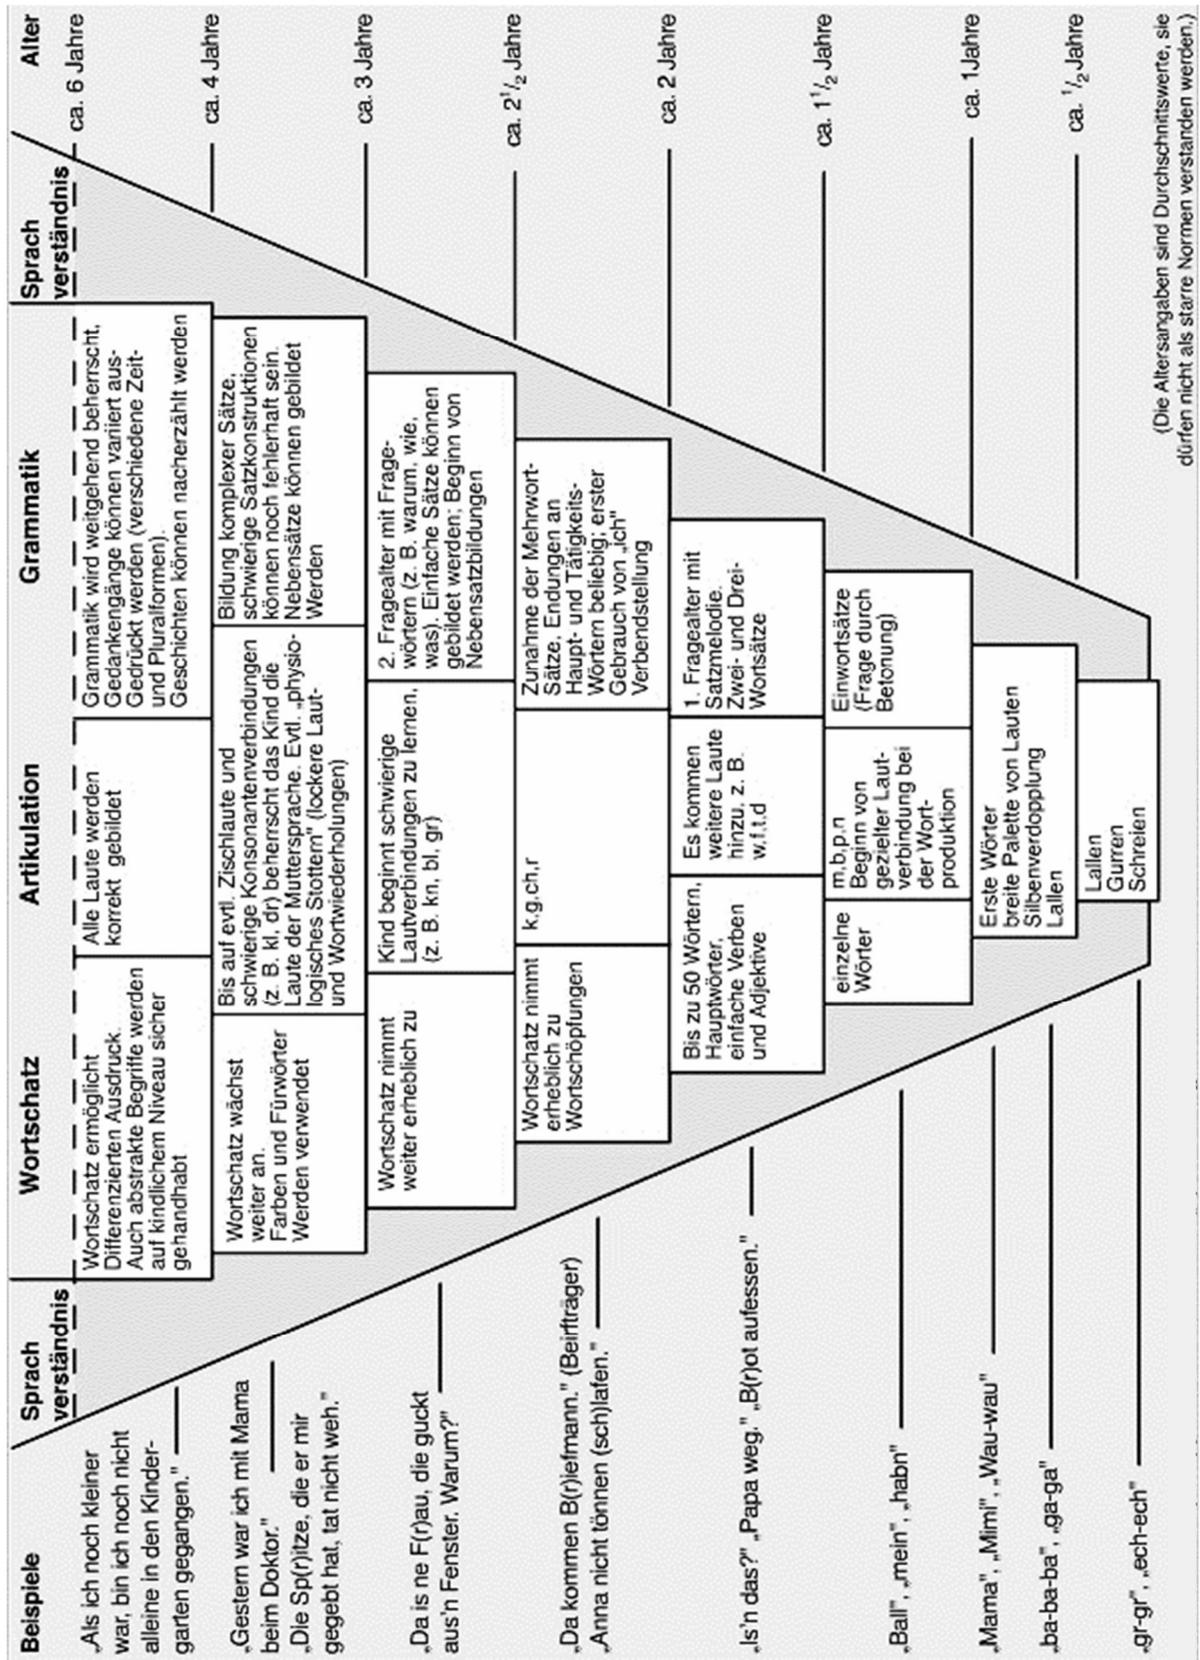 Beispiele
Sprach
verständnis
Wortschatz
Artikulation
Grammatik
Sprach
verständnis
Alter
„Als ich noch kleiner
war, bin ich noch nicht
alleine in den Kinder-
garten gegangen."
Wortschatz ermöglicht
Differenzierten Ausdruck.
Auch abstrakte Begriffe werden
auf kindlichem Niveau sicher
gehandhabt
Alle Laute werden
korrekt gebildet
Grammatik wird weitgehend beherrscht,
Gedankengänge können variiert aus-
Gedrückt werden (verschiedene Zeit-
und Pluralformen).
Geschichten können nacherzählt werden
ca. 6 Jahre
„Gestern war ich mit Mama
beim Doktor."
„Die Sp(r)itze, die er mir
gegebt hat, tat nicht weh."
Wortschatz wächst
weiter an.
Farben und Fürwörter
Werden verwendet
Bis auf evtl. Zischlaute und
schwierige Konsonantenverbindungen
(z. B. kl, dr) beherrscht das Kind die
Laute der Muttersprache. Evtl. „physio-
logisches Stottern" (lockere Laut-
und Wortwiederholungen)
Bildung komplexer Sätze,
schwierige Satzkonstruktionen
können noch fehlerhaft sein.
Nebensätze können gebildet
Werden
ca. 4 Jahre
„Da is ne F(r)au, die guckt
aus'n Fenster. Warum?"
Wortschatz nimmt
weiter erheblich zu
Kind beginnt schwierige
Lautverbindungen zu lernen,
(z. B. kn, bl, gr)
2. Fragealter mit Frage-
wörtern (z. B. warum, wie,
was). Einfache Sätze können
gebildet werden; Beginn von
Nebensatzbildungen
ca. 3 Jahre
„Da kommen B(r)iefmann." (Beirfträger)
„Anna nicht tönnen (sch)lafen."
Wortschatz nimmt
erheblich zu
Wortschöpfungen
k,g,ch,r
Zunahme der Mehrwort-
Sätze. Endungen an
Haupt- und Tätigkeits-
Wörtern beliebig; erster
Gebrauch von „ich"
Verbendstellung
ca. 2 1/2 Jahre
„Is'n das?" „Papa weg." „B(r)ot aufessen."
Bis zu 50 Wörtern,
Hauptwörter,
einfache Verben
und Adjektive
Es kommen
weitere Laute
hinzu, z. B.
w,f,t,d
1. Fragealter mit
Satzmelodie.
Zwei- und Drei-
Wortsätze
ca. 2 Jahre
„Ball", „mein", „habn"
einzelne
Wörter
m,b,p,n
Beginn von
gezielter Laut-
verbindung bei
der Wort-
produktion
Einwortsätze
(Frage durch
Betonung)
ca. 1 1/2 Jahre
„Mama", „Mimi", „Wau-wau"
„ba-ba-ba", „ga-ga"
Erste Wörter
breite Palette von Lauten
Silbenverdopplung
Lallen
ca. 1Jahre
„gr-gr", „ech-ech"
Lallen
Gurren
Schreien
ca. 1/2 Jahre
(Die Altersangaben sind Durchschnittswerte, sie
dürfen nicht als starre Normen verstanden werden.)